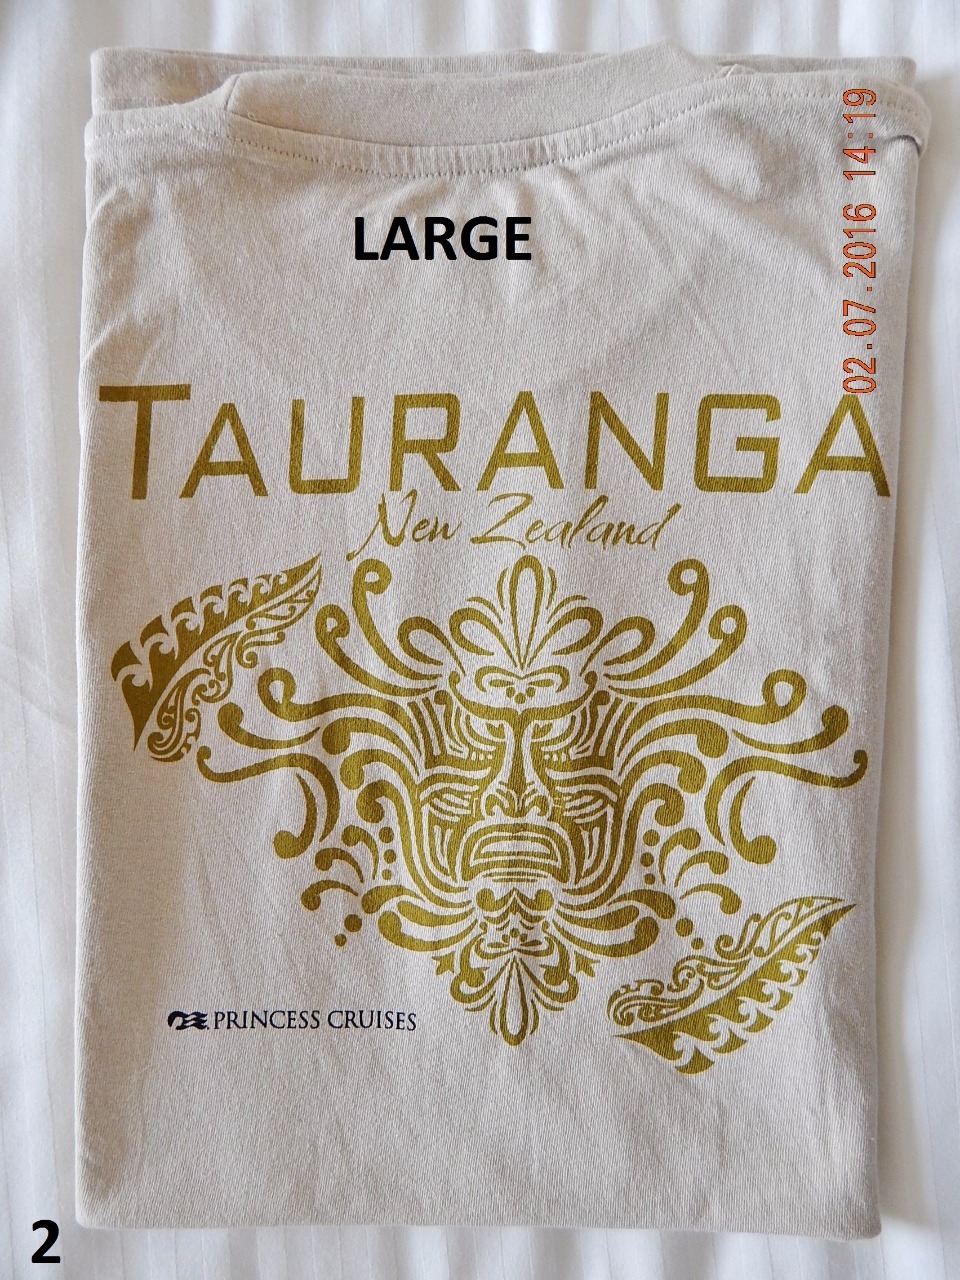 LARGE
02.07.2016 14:19
TAURANGA
New Zealand
PRINCESS CRUISES
2